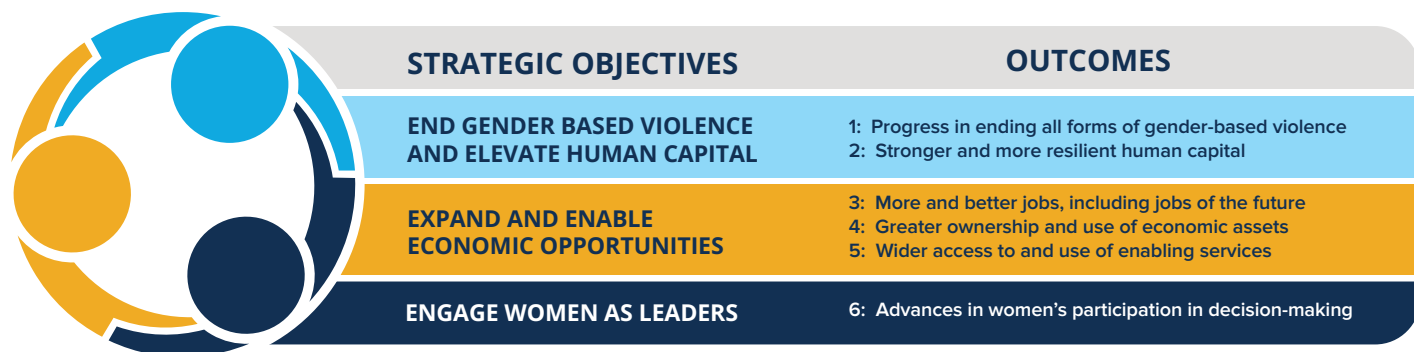 STRATEGIC OBJECTIVES
OUTCOMES
END GENDER BASED VIOLENCE
AND ELEVATE HUMAN CAPITAL
1: Progress in ending all forms of gender-based violence
2: Stronger and more resilient human capital
EXPAND AND ENABLE
ECONOMIC OPPORTUNITIES
3: More and better jobs, including jobs of the future
4: Greater ownership and use of economic assets
5: Wider access to and use of enabling services
ENGAGE WOMEN AS LEADERS
6: Advances in women’s participation in decision-making